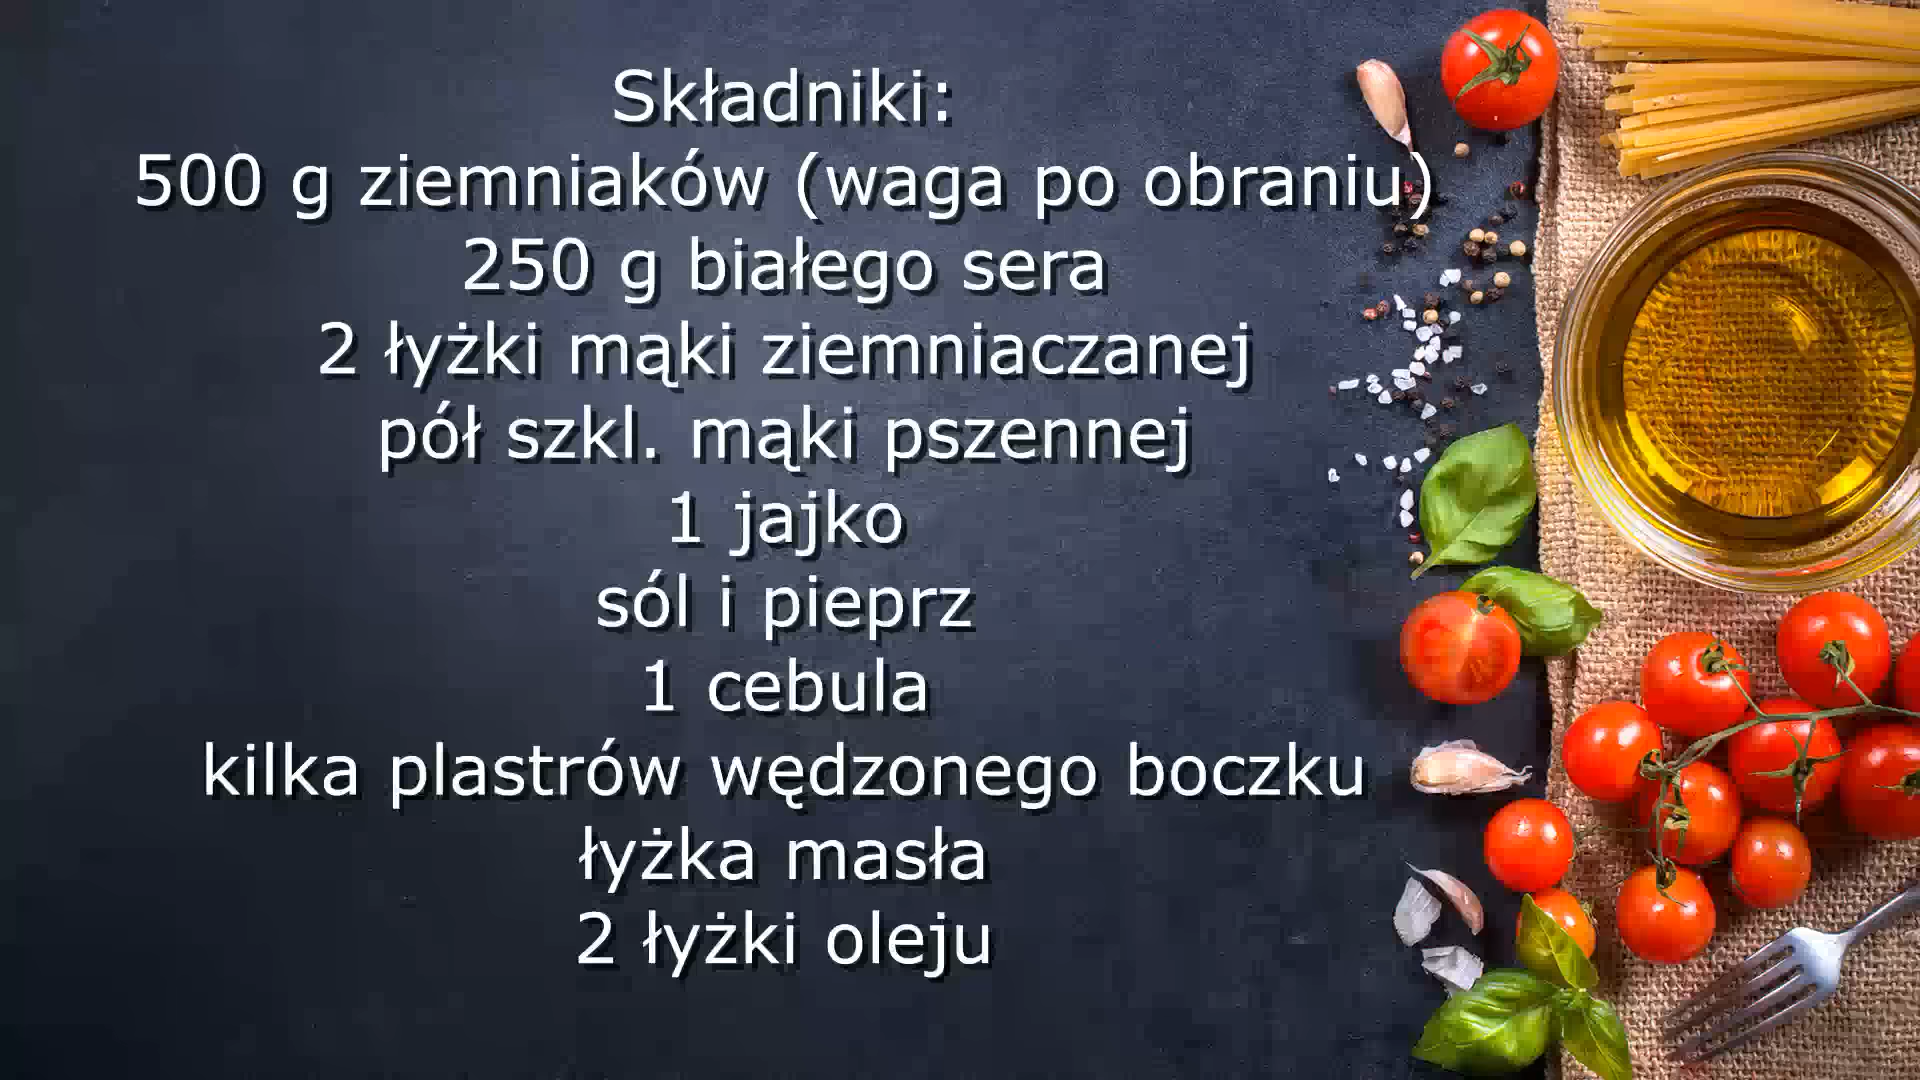 Składniki:
500 g ziemniaków (waga po obraniu)
250 g białego sera
2 łyżki mąki ziemniaczanej
pół szkl. mąki pszennej
1 jajko
sól i pieprz
1 cebula
kilka plastrów wędzonego boczku
łyżka masła
2 łyżki oleju